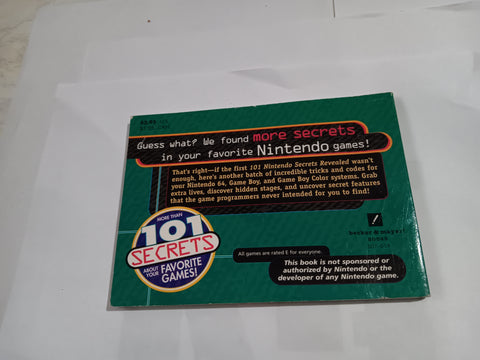 Guess what? We found more secrets
in your favorite Nintendo games!
That's right—if the first 101 Nintendo Secrets Revealed wasn't
enough, here's another batch of incredible tricks and codes for
your Nintendo 64, Game Boy, and Game Boy Color systems. Grab
extra lives, discover hidden stages, and uncover secret features
that the game programmers never intended for you to find!
MORE THAN
101
SECRETS
ABOUT YOUR FAVORITE
GAMES!
becker & mayer!
BOOKS
All games are rated E for everyone.
This book is not sponsored or
authorized by Nintendo or the
developer of any Nintendo game.